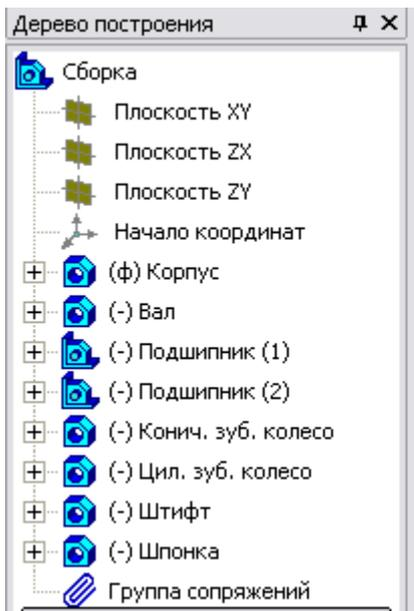 Дерево построения
Сборка
Плоскость XY
Плоскость ZX
Плоскость ZY
Начало координат
(ф) Корпус
(-) Вал
(-) Подшипник (1)
(-) Подшипник (2)
(-) Конич. зуб. колесо
(-) Цил. зуб. колесо
(-) Штифт
(-) Шпонка
Группа сопряжений